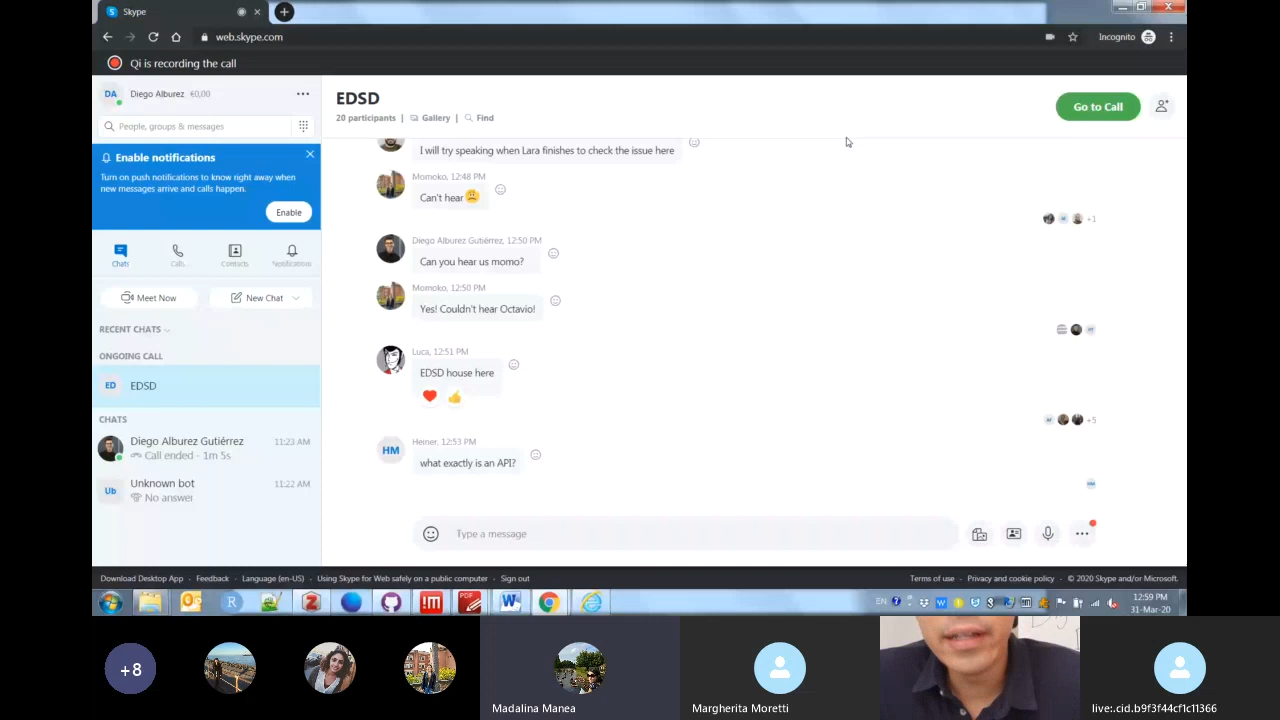 Skype
web.skype.com
Incognito
Qi is recording the call
DA
Diego Alburez €0,00
People, groups & messages
Enable notifications
Turn on push notifications to know right away when
new messages arrive and calls happen.
Enable
Chats
Calls
Contacts
Notifications
Meet Now
New Chat
RECENT CHATS
ONGOING CALL
ED
EDSD
CHATS
Diego Alburez Gutiérrez
11:23 AM
Call ended - 1m 5s
Ub
Unknown bot
11:22 AM
No answer
EDSD
20 participants | Gallery | Find
Go to Call
I will try speaking when Lara finishes to check the issue here
Momoko, 12:48 PM
Can't hear
+1
Diego Alburez Gutiérrez, 12:50 PM
Can you hear us momo?
Momoko, 12:50 PM
Yes! Couldn't hear Octavio!
Luca, 12:51 PM
EDSD house here
+5
HM
Heiner, 12:53 PM
what exactly is an API?
Type a message
Download Desktop App - Feedback - Language (en-US) - Using Skype for Web safely on a public computer - Sign out
Terms of use - Privacy and cookie policy - © 2020 Skype and/or Microsoft.
EN
12:59 PM
31-Mar-20
+8
Madalina Manea
Margherita Moretti
live:.cid.b9f3f44cf1c11366